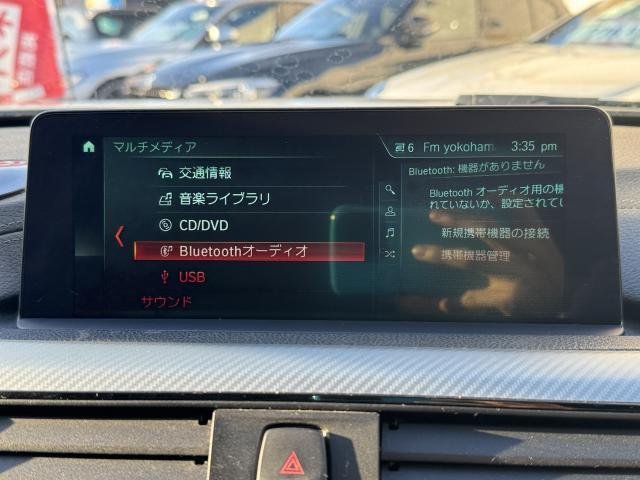 マルチメディア
6 Fm yokoham
3:35 pm
交通情報
音楽ライブラリ
CD/DVD
Bluetoothオーディオ
USB
サウンド
Bluetooth: 機器がありません
Bluetooth オーディオ用の機
れていないか、設定されてい
新規携帯機器の接続
携帯機器管理